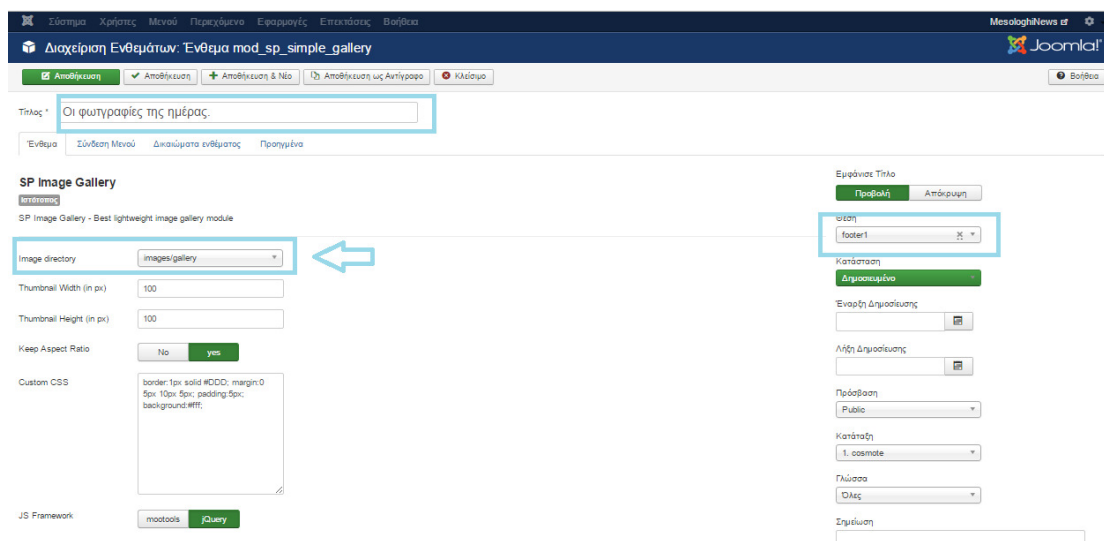 Σύστημα Χρήστες Μενού Περιεχόμενο Εφαρμογές Επεκτάσεις Βοήθεια MesologhiNews
Διαχείριση Ενθεμάτων: Ένθεμα mod_sp_simple_gallery Joomla!
Αποθήκευση Αποθήκευση Αποθήκευση & Νέο Αποθήκευση ως Αντίγραφο Κλείσιμο Βοήθεια
Τίτλος * Οι φωτγραφίες της ημέρας.
Ένθεμα Σύνδεση Μενού Δικαιώματα ενθέματος Προηγμένα
SP Image Gallery
Ιστότοπος
SP Image Gallery - Best lightweight image gallery module
Image directory images/gallery
Thumbnail Width (in px) 100
Thumbnail Height (in px) 100
Keep Aspect Ratio No yes
Custom CSS border:1px solid #DDD; margin:0
5px 10px 5px; padding:5px;
background:#fff;
JS Framework mootools jQuery
Εμφάνισε Τίτλο
Προβολή Απόκρυψη
Θέση
footer1
Κατάσταση
Δημοσιευμένο
Έναρξη Δημοσίευσης
Λήξη Δημοσίευσης
Πρόσβαση
Public
Κατάταξη
1. cosmote
Γλώσσα
Όλες
Σημείωση